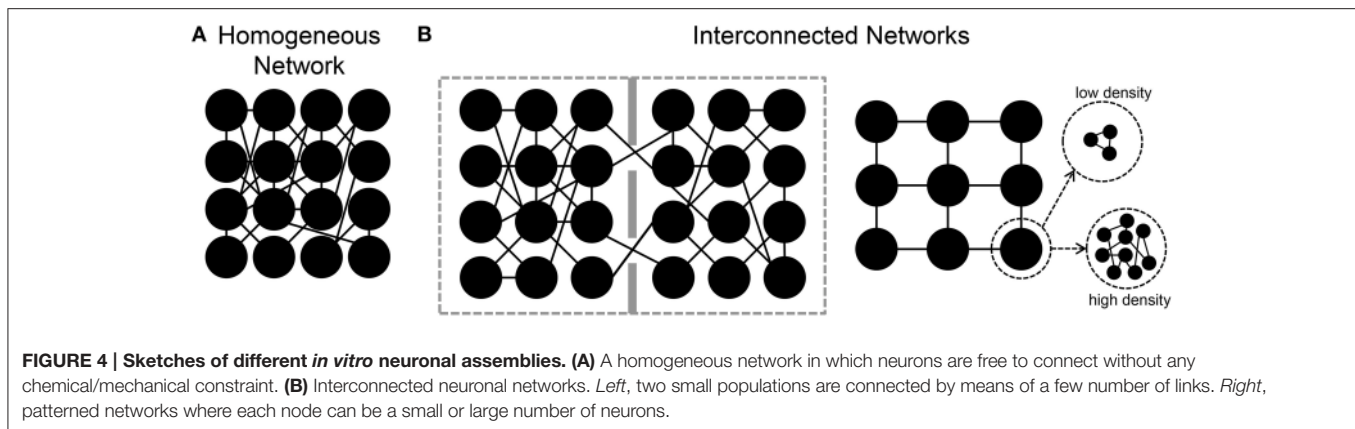 A Homogeneous
Network
B Interconnected Networks
low density
high density
FIGURE 4 | Sketches of different in vitro neuronal assemblies. (A) A homogeneous network in which neurons are free to connect without any
chemical/mechanical constraint. (B) Interconnected neuronal networks. Left, two small populations are connected by means of a few number of links. Right,
patterned networks where each node can be a small or large number of neurons.